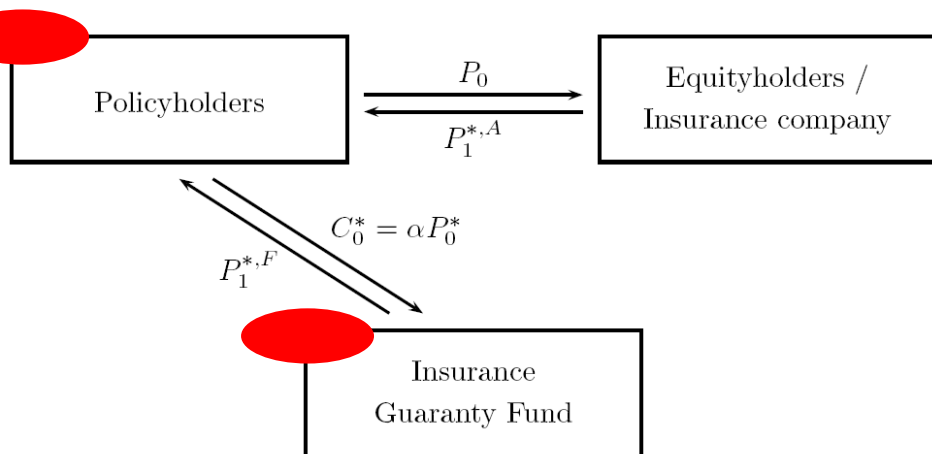 Policyholders
P_0
P_1^{*,A}
Equityholders /
Insurance company
C_0^* = αP_0^*
P_1^{*,F}
Insurance
Guaranty Fund